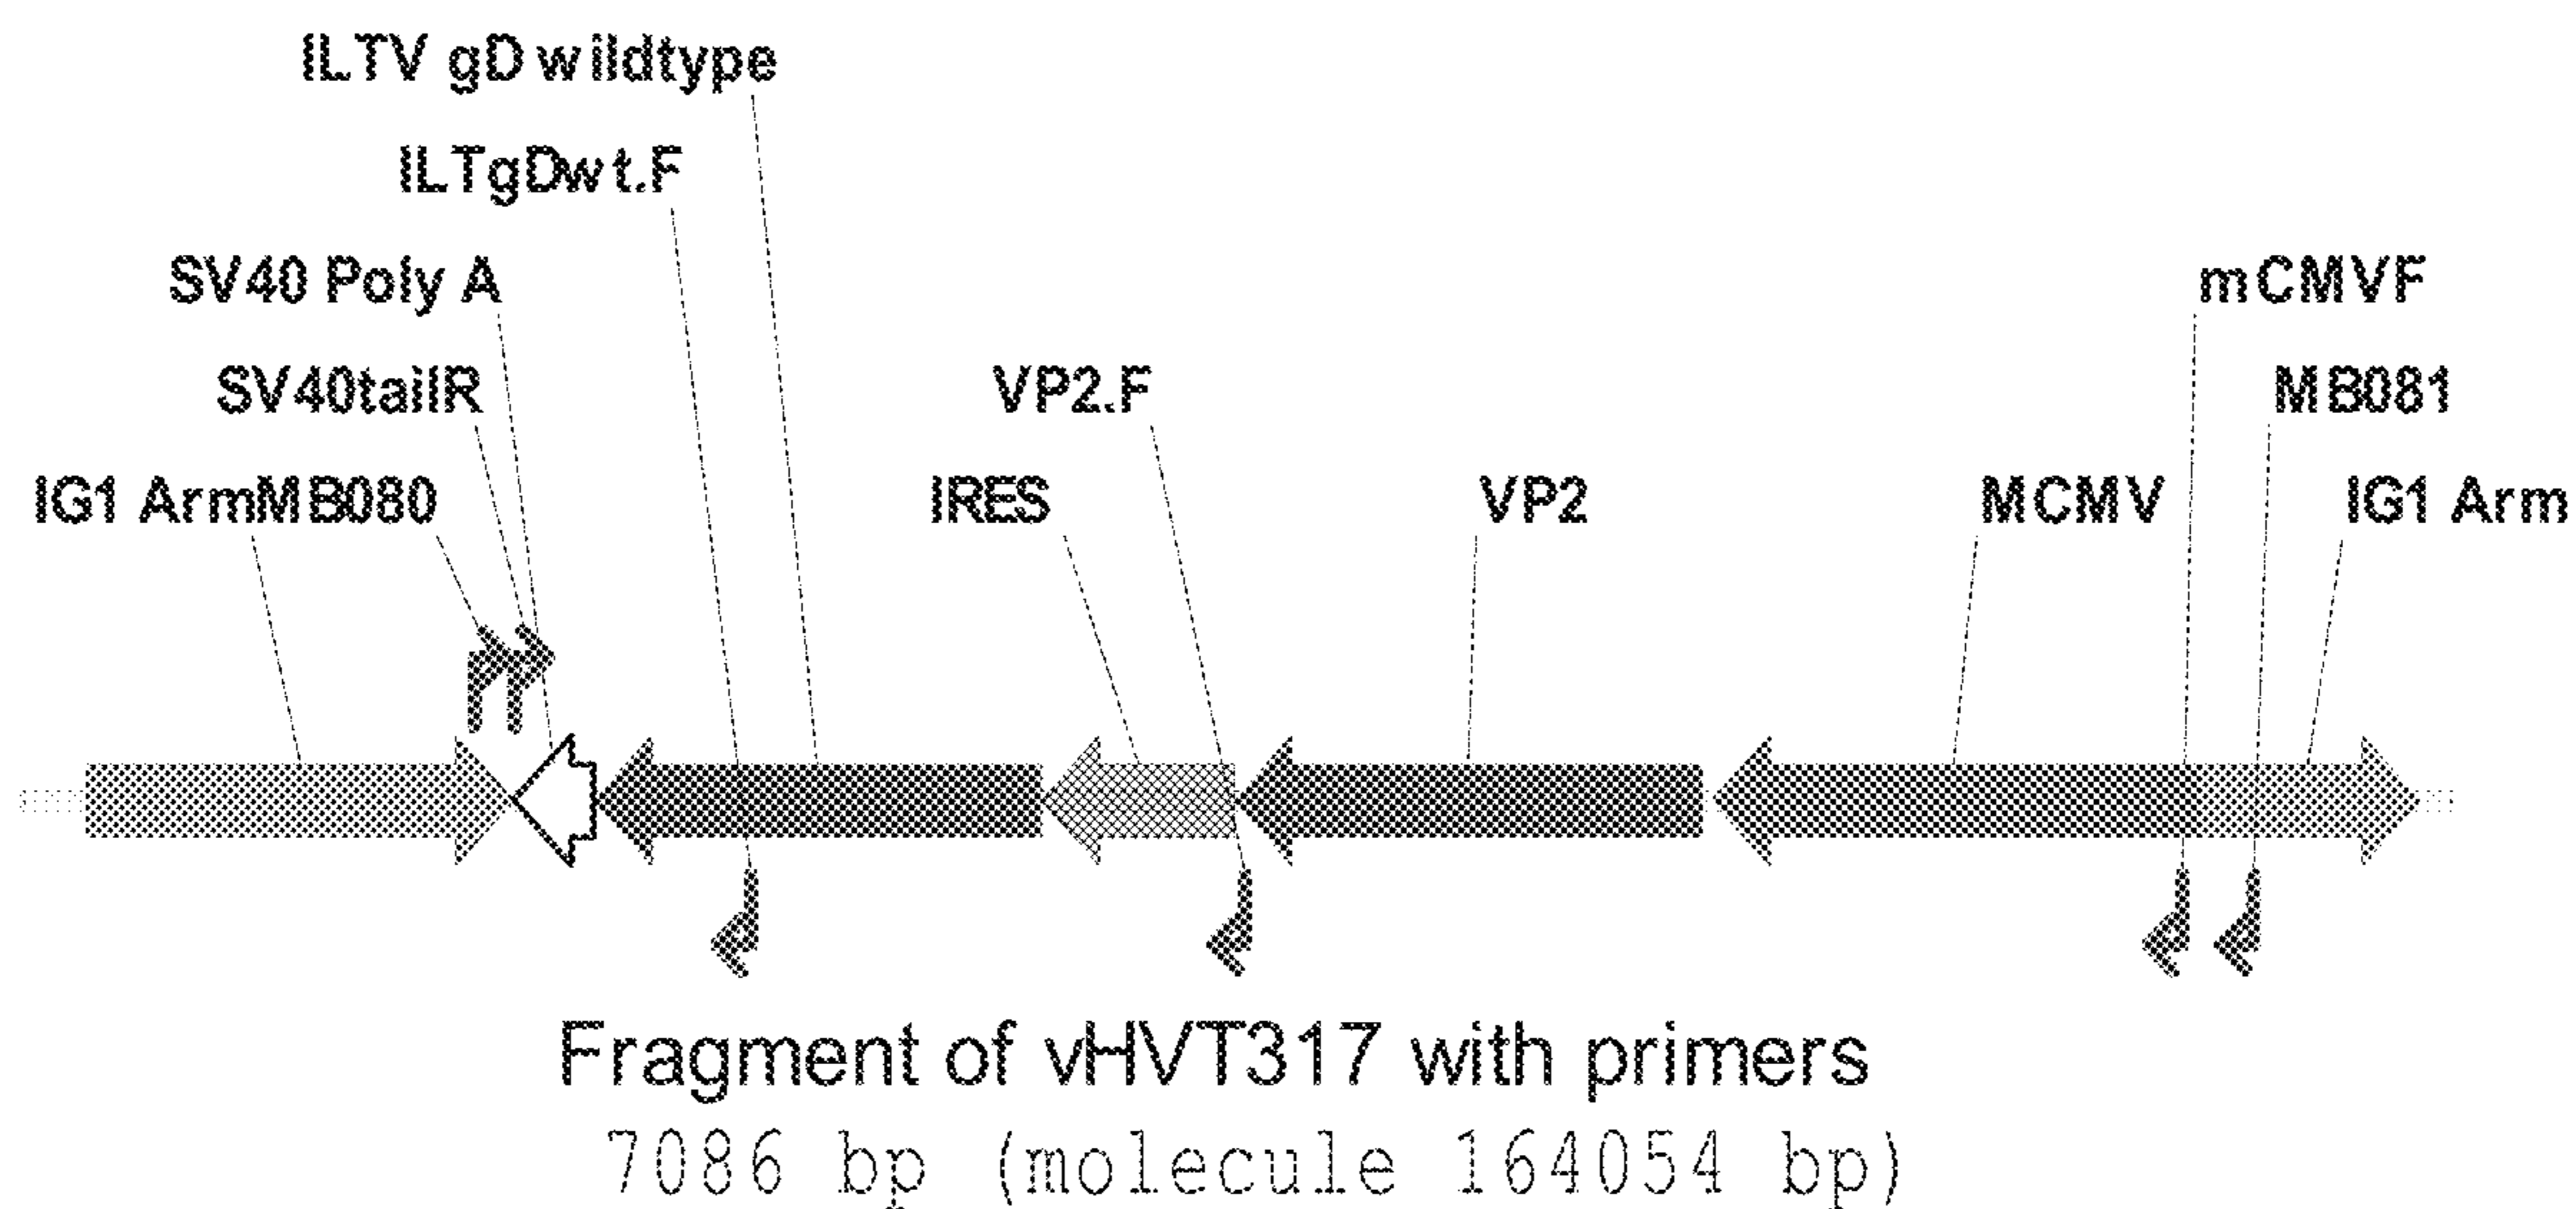 ILTV gD wildtype
ILTgDwt.F
SV40 Poly A
mCMVF
SV40tailR
VP2.F
MB081
IG1 ArmMB080
IRES
VP2
MCMV
IG1 Arm
Fragment of vHVT317 with primers
7086 bp (molecule 164054 bp)